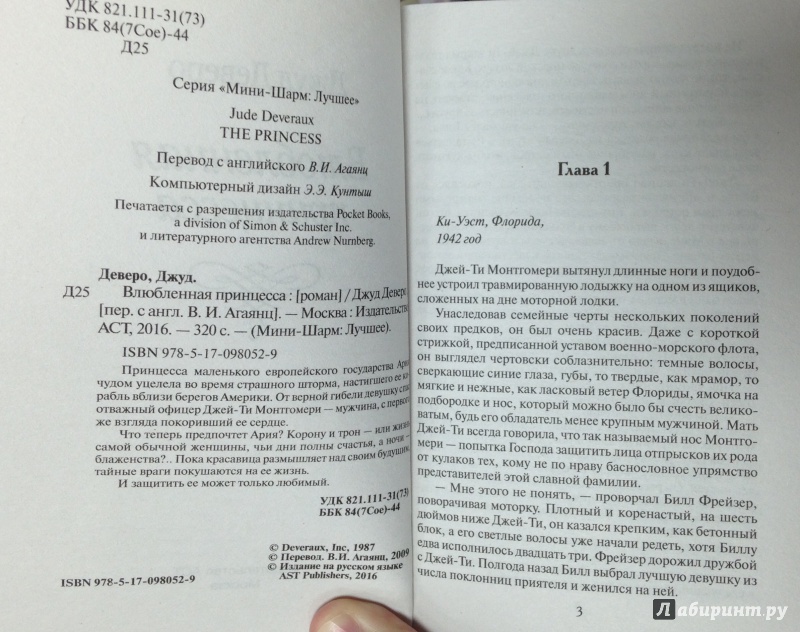 УДК 821.111-31(73)
ББК 84(7Сое)-44
Д25
Серия «Мини-Шарм: Лучшее»
Jude Deveraux
THE PRINCESS
Перевод с английского В.И. Агаянц
Компьютерный дизайн Э.Э. Кунтыш
Печатается с разрешения издательства Pocket Books,
a division of Simon & Schuster Inc.
и литературного агентства Andrew Nurnberg.
Деверо, Джуд.
Д25 Влюбленная принцесса : [роман] / Джуд Деверо
[пер. с англ. В. И. Агаянц]. — Москва : Издательство
АСТ, 2016. — 320 с. — (Мини-Шарм: Лучшее).
ISBN 978-5-17-098052-9
Принцесса маленького европейского государства
чудом уцелела во время страшного шторма, настигшего ее
рабль вблизи берегов Америки. От верной гибели девушку
отважный офицер Джей-Ти Монтгомери — мужчина, с первого
же взгляда покоривший ее сердце.
Что теперь предпочтет Ария? Корону и трон — или жизнь
самой обычной женщины, чьи дни полны счастья, а ночи —
блаженства?.. Пока красавица размышляет над своим будущим,
тайные враги покушаются на ее жизнь.
И защитить ее может только любимый.
УДК 821.111-31(73)
ББК 84(7Сое)-44
© Deveraux, Inc, 1987
© Перевод. В.И. Агаянц, 2009
© Издание на русском языке
AST Publishers, 2016
ISBN 978-5-17-098052-9
Глава 1
Ки-Уэст, Флорида,
1942 год
Джей-Ти Монтгомери вытянул длинные ноги и поудоб-
нее устроил травмированную лодыжку на одном из ящиков,
сложенных на дне моторной лодки.
Унаследовав семейные черты нескольких поколений
своих предков, он был очень красив. Даже с короткой
стрижкой, предписанной уставом военно-морского флота,
он выглядел чертовски соблазнительно: темные волосы,
сверкающие синие глаза, губы, то твердые, как мрамор, то
мягкие и нежные, как ласковый ветер Флориды, ямочка на
подбородке и нос, который можно было бы счесть велико-
ватым, будь его обладатель менее крупным мужчиной. Мать
Джей-Ти всегда говорила, что так называемый нос Монтго-
мери — попытка Господа защитить лица отпрысков их рода
от кулаков тех, кому не по нраву баснословное упрямство
представителей этой славной фамилии.
— Мне этого не понять, — проворчал Билл Фрейзер,
поворачивая моторку. Плотный и коренастый, на шесть
дюймов ниже Джей-Ти, он казался крепким, как бетонный
блок, а его светлые волосы уже начали редеть, хотя Биллу
едва исполнилось двадцать три. Фрейзер дорожил дружбой
с Джей-Ти. Полгода назад Билл выбрал лучшую девушку из
числа поклонниц приятеля и женился на ней.
3
Лабиринт.ру